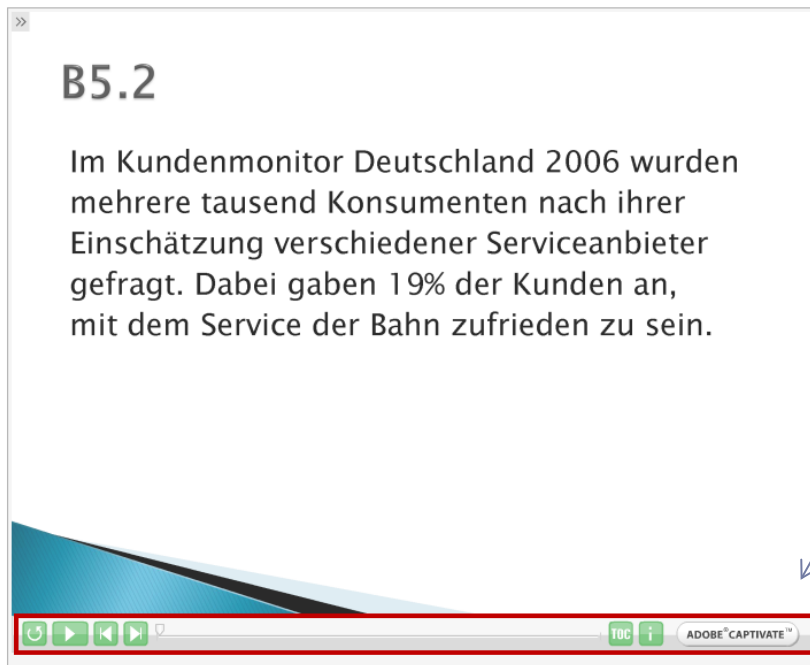 »
B5.2
Im Kundenmonitor Deutschland 2006 wurden
mehrere tausend Konsumenten nach ihrer
Einschätzung verschiedener Serviceanbieter
gefragt. Dabei gaben 19% der Kunden an,
mit dem Service der Bahn zufrieden zu sein.
TOC i ADOBE® CAPTIVATE™